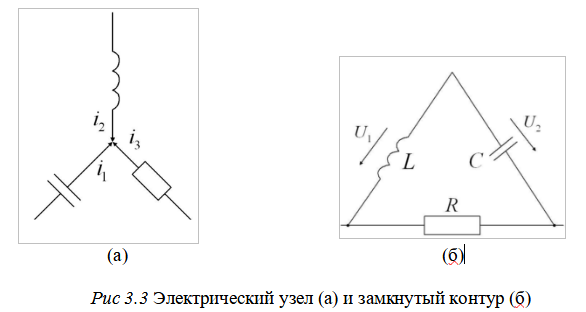 i₂
i₃
i₁
U₁
L
C
U₂
R
(а)
(б)
Рис 3.3 Электрический узел (а) и замкнутый контур (б)